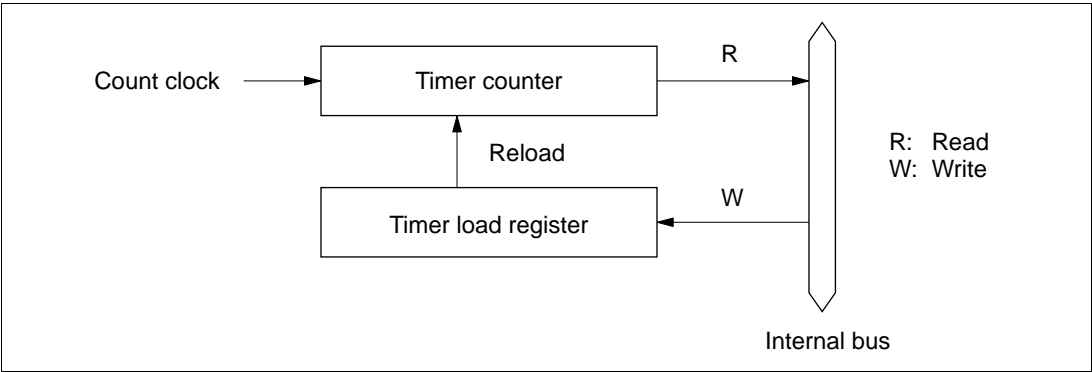 R
Count clock
Timer counter
Reload
R: Read
W: Write
W
Timer load register
Internal bus